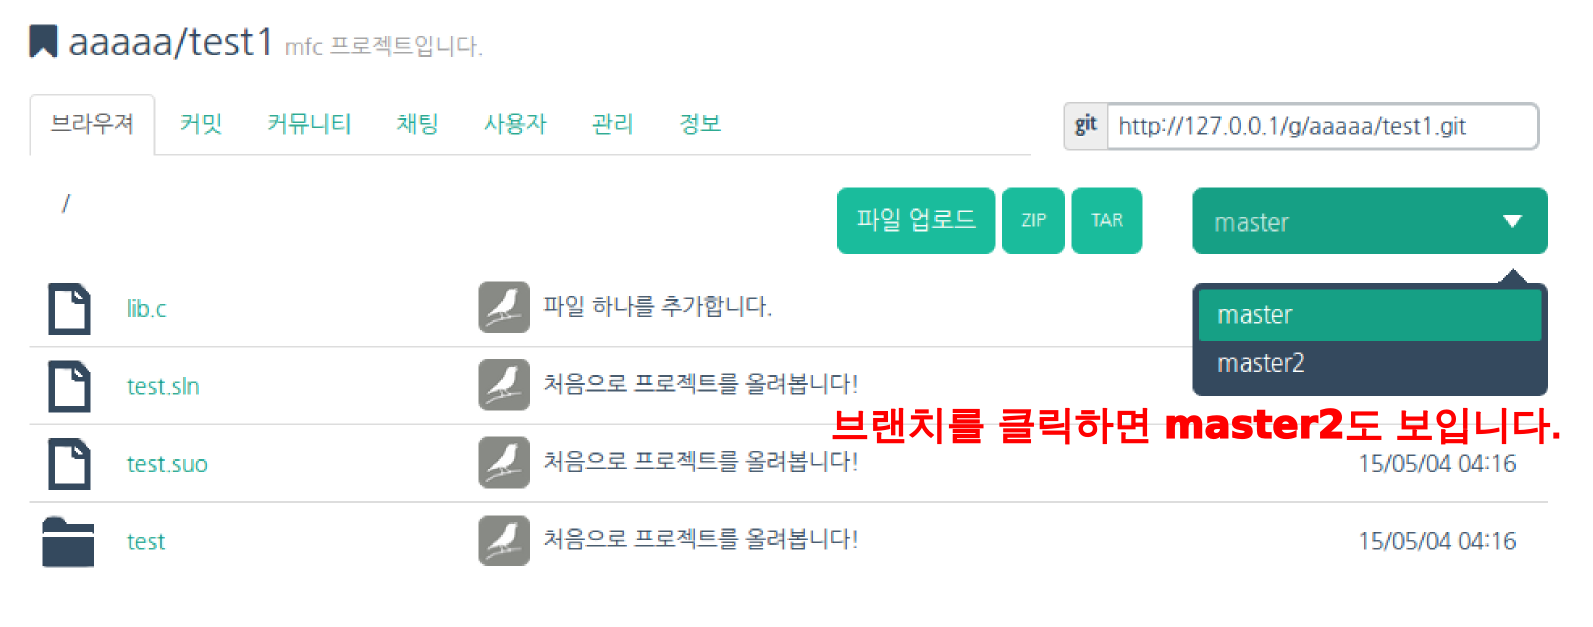 aaaaa/test1 mfc 프로젝트입니다.
브라우져 커밋 커뮤니티 채팅 사용자 관리 정보 git http://127.0.0.1/g/aaaaa/test1.git
/ 파일 업로드 ZIP TAR master
lib.c 파일 하나를 추가합니다.
master
master2
test.sln 처음으로 프로젝트를 올려봅니다!
브랜치를 클릭하면 master2도 보입니다.
test.suo 처음으로 프로젝트를 올려봅니다! 15/05/04 04:16
test 처음으로 프로젝트를 올려봅니다! 15/05/04 04:16